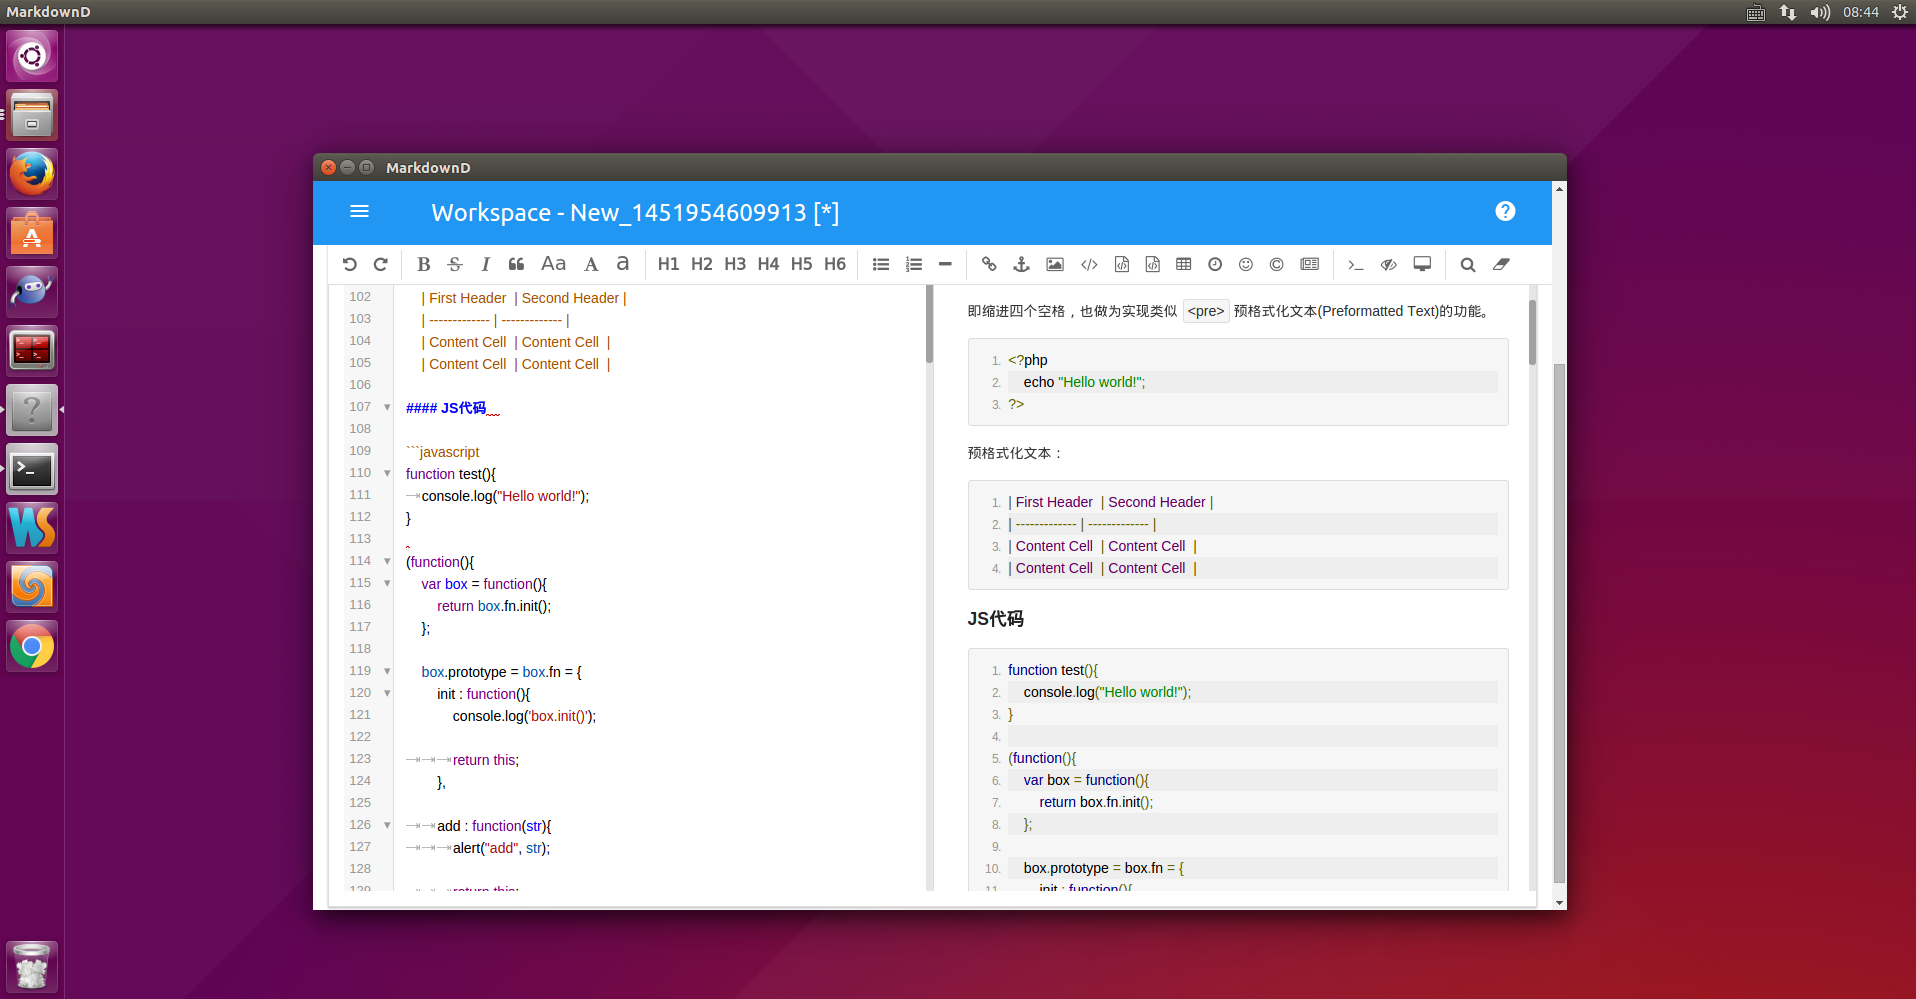 MarkdownD
08:44
MarkdownD
Workspace - New_1451954609913 [*]
B S I Aa A a H1 H2 H3 H4 H5 H6
102 | First Header  | Second Header |
103 | ------------- | ------------- |
104 | Content Cell  | Content Cell  |
105 | Content Cell  | Content Cell  |
106
107 #### JS代码
108
109 ```javascript
110 function test(){
111 console.log("Hello world!");
112 }
113
114 (function(){
115 var box = function(){
116 return box.fn.init();
117 };
118
119 box.prototype = box.fn = {
120 init : function(){
121 console.log('box.init()');
122
123 return this;
124 },
125
126 add : function(str){
127 alert("add", str);
128
129 return this;
即缩进四个空格，也做为实现类似 <pre> 预格式化文本(Preformatted Text)的功能。
1. <?php
2. echo "Hello world!";
3. ?>
预格式化文本：
1. | First Header  | Second Header |
2. | ------------- | ------------- |
3. | Content Cell  | Content Cell  |
4. | Content Cell  | Content Cell  |
JS代码
1. function test(){
2. console.log("Hello world!");
3. }
4.
5. (function(){
6. var box = function(){
7. return box.fn.init();
8. };
9.
10. box.prototype = box.fn = {
11. init : function(){